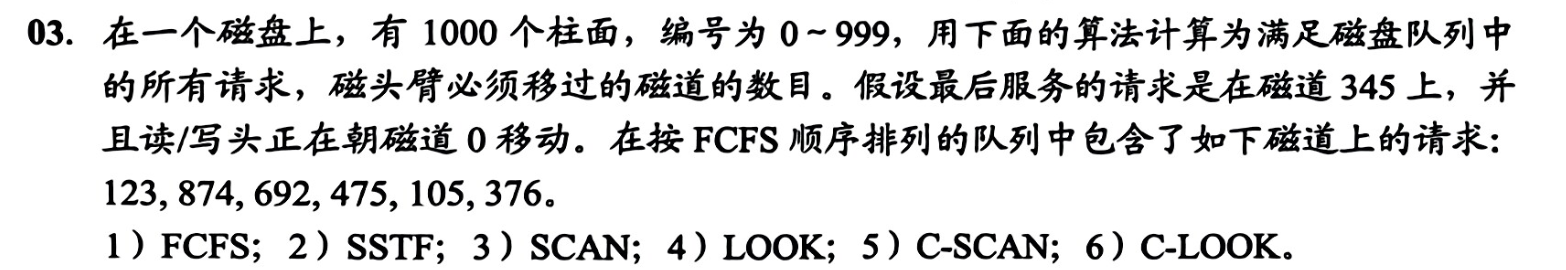 03. 在一个磁盘上，有 1000 个柱面，编号为 0~999，用下面的算法计算为满足磁盘队列中
的所有请求，磁头臂必须移过的磁道的数目。假设最后服务的请求是在磁道 345 上，并
且读/写头正在朝磁道 0 移动。在按 FCFS 顺序排列的队列中包含了如下磁道上的请求：
123, 874, 692, 475, 105, 376。
1）FCFS；2）SSTF；3）SCAN；4）LOOK；5）C-SCAN；6）C-LOOK。